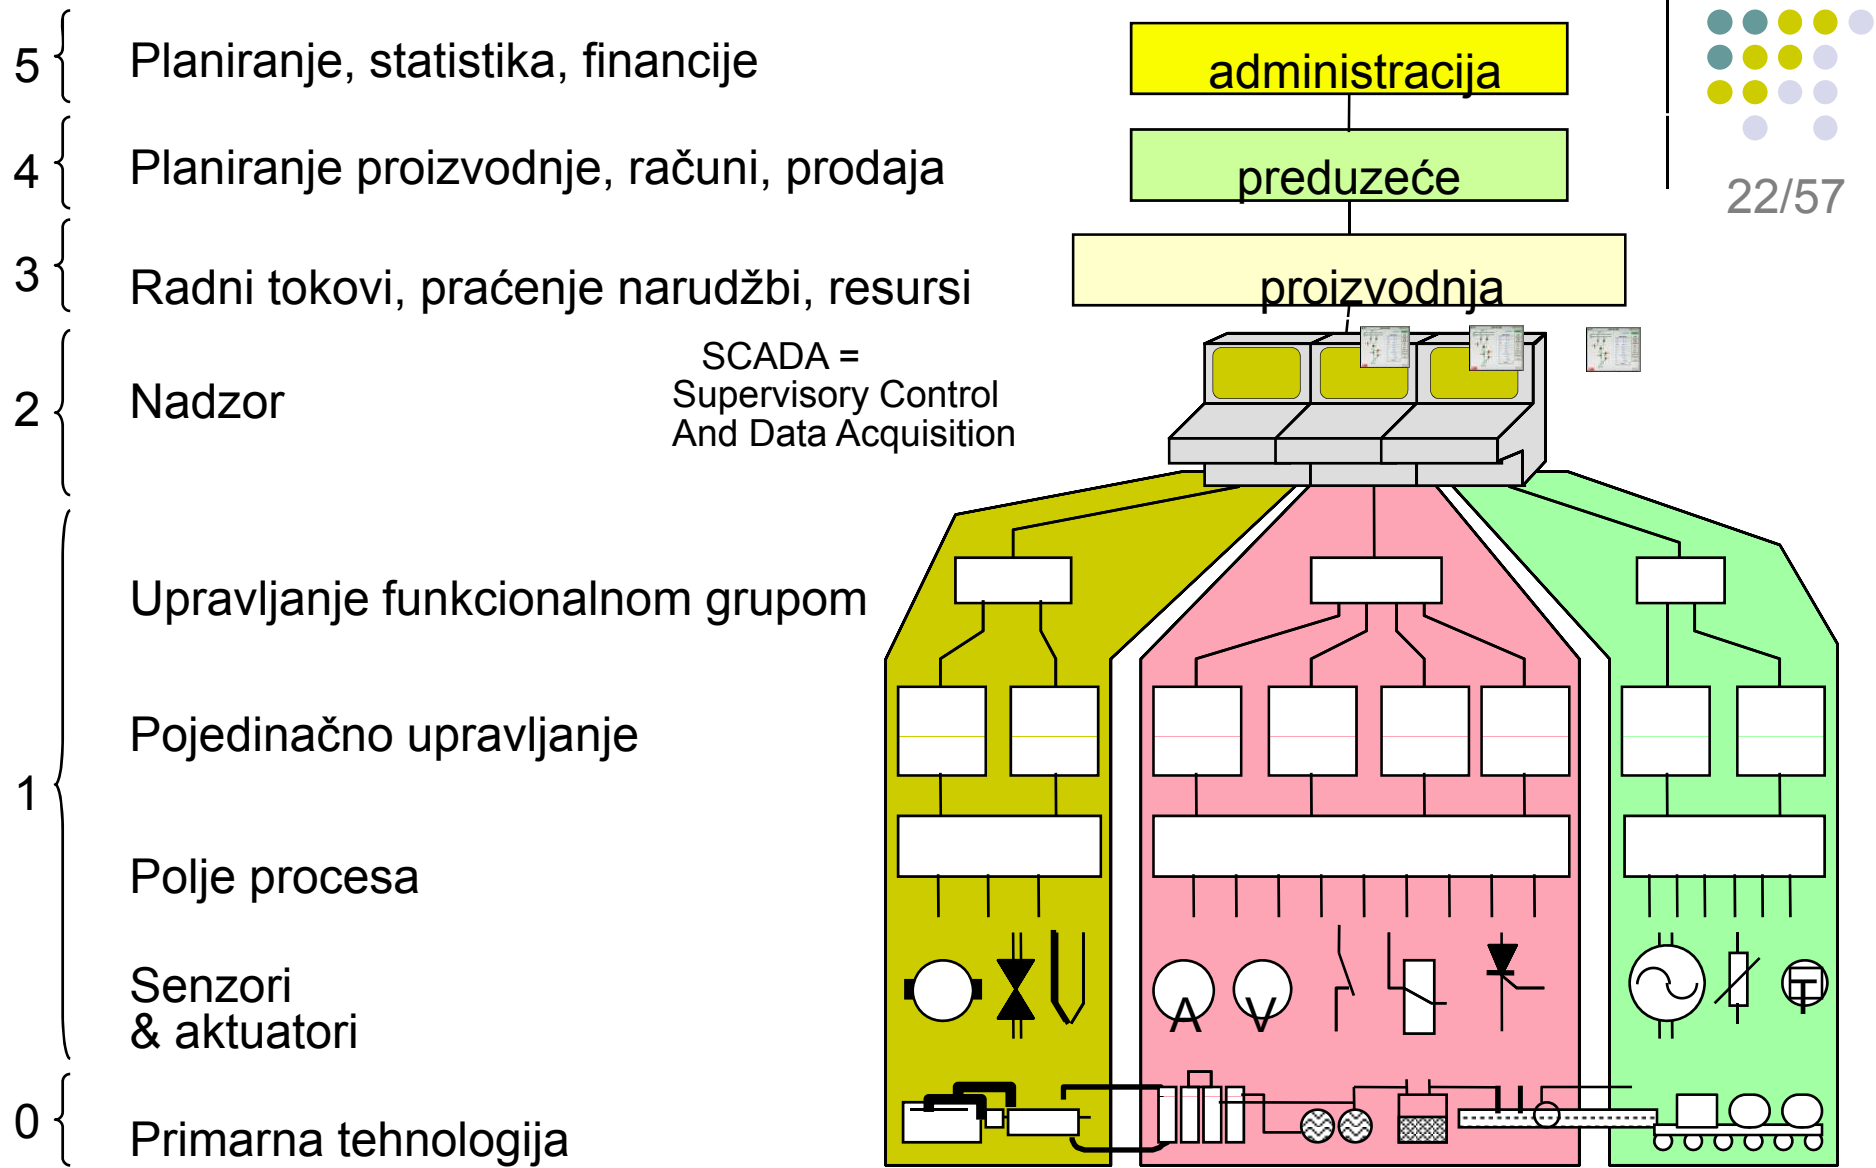 5
Planiranje, statistika, financije
administracija
4
Planiranje proizvodnje, računi, prodaja
preduzeće
22/57
3
Radni tokovi, praćenje narudžbi, resursi
proizvodnja
2
Nadzor
SCADA =
Supervisory Control
And Data Acquisition
Upravljanje funkcionalnom grupom
Pojedinačno upravljanje
1
Polje procesa
Senzori
& aktuatori
A
V
T
0
Primarna tehnologija